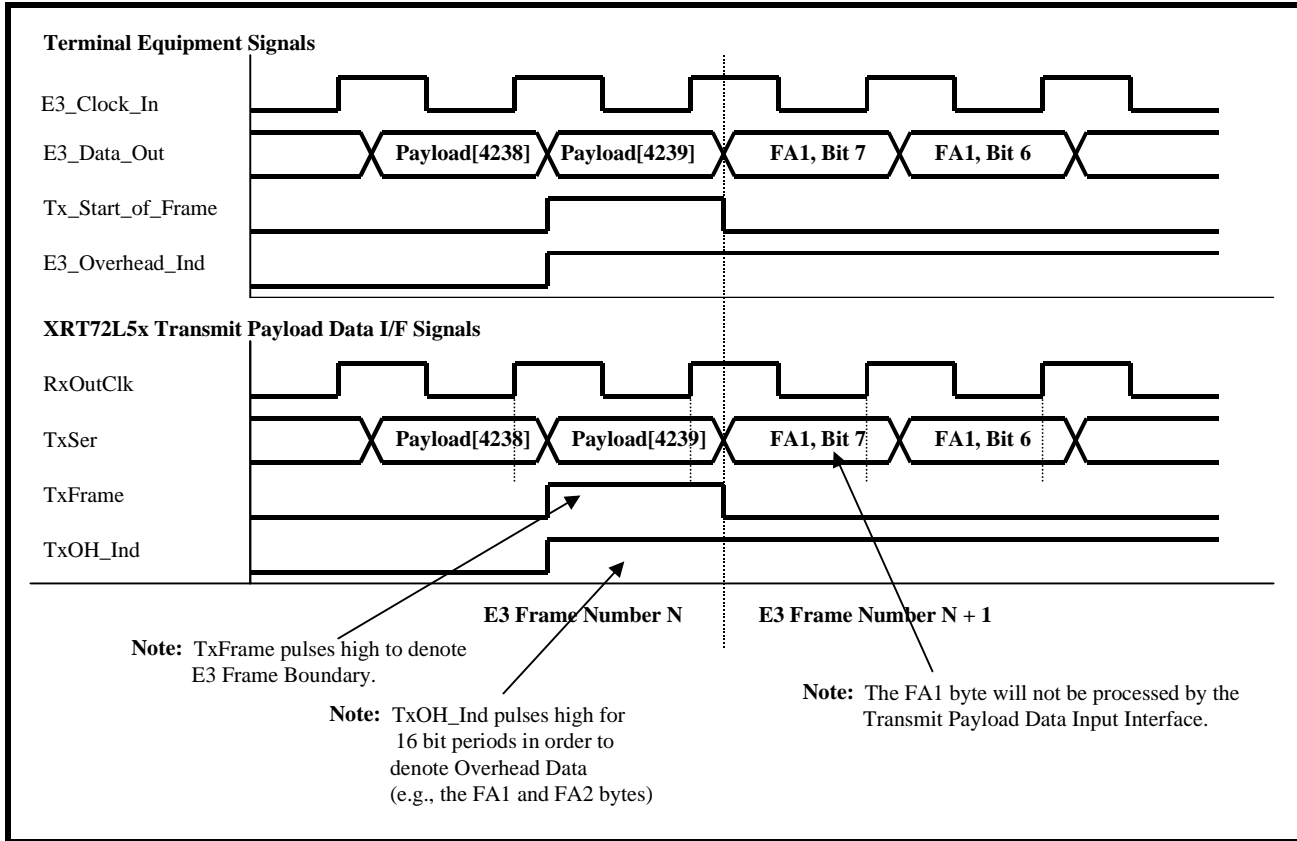 Terminal Equipment Signals
E3_Clock_In
E3_Data_Out
Payload[4238]
Payload[4239]
FA1, Bit 7
FA1, Bit 6
Tx_Start_of_Frame
E3_Overhead_Ind
XRT72L5x Transmit Payload Data I/F Signals
RxOutClk
TxSer
Payload[4238]
Payload[4239]
FA1, Bit 7
FA1, Bit 6
TxFrame
TxOH_Ind
E3 Frame Number N
E3 Frame Number N + 1
Note: TxFrame pulses high to denote
E3 Frame Boundary.
Note: TxOH_Ind pulses high for
16 bit periods in order to
denote Overhead Data
(e.g., the FA1 and FA2 bytes)
Note: The FA1 byte will not be processed by the
Transmit Payload Data Input Interface.